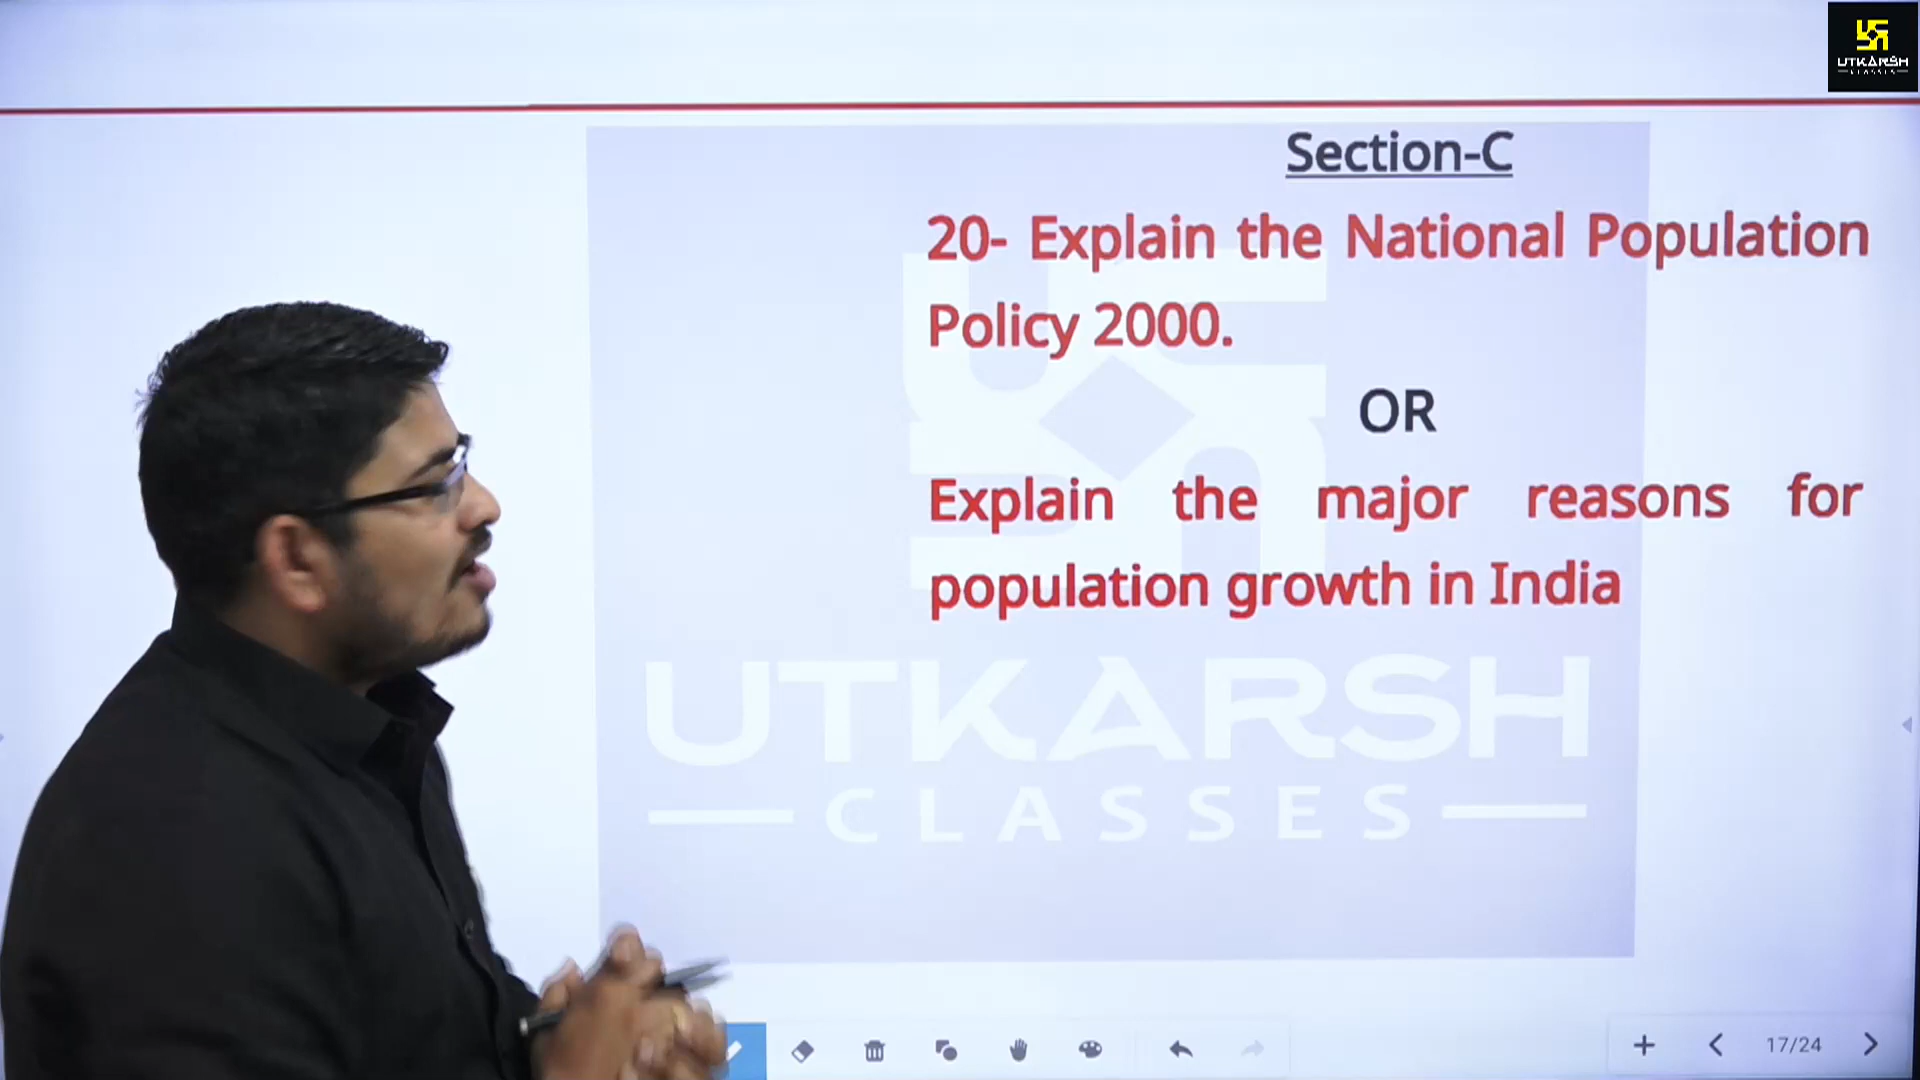 UTKARSH
CLASSES
Section-C
20- Explain the National Population
Policy 2000.
OR
Explain the major reasons for
population growth in India
UTKARSH
CLASSES
17/24